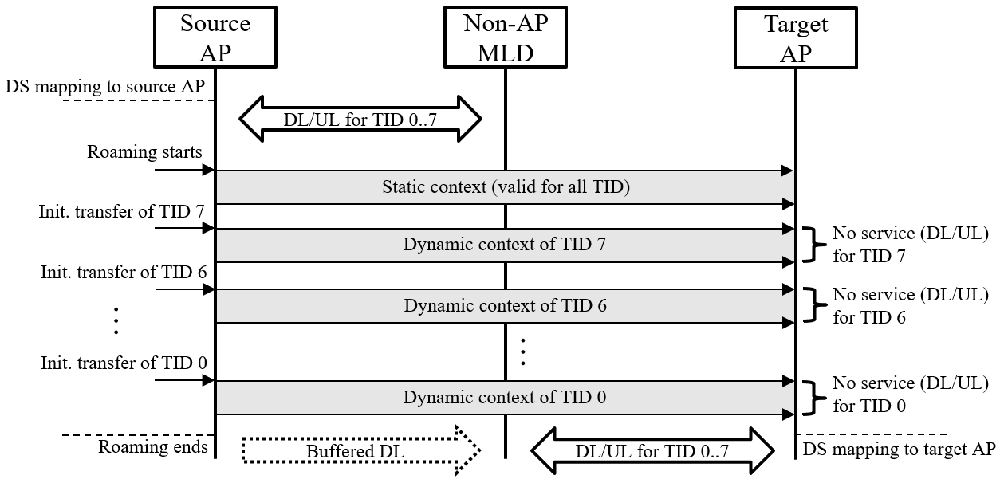 Source
AP
Non-AP
MLD
Target
AP
DS mapping to source AP
DL/UL for TID 0..7
Roaming starts
Static context (valid for all TID)
Init. transfer of TID 7
Dynamic context of TID 7
No service (DL/UL)
for TID 7
Init. transfer of TID 6
Dynamic context of TID 6
No service (DL/UL)
for TID 6
Init. transfer of TID 0
Dynamic context of TID 0
No service (DL/UL)
for TID 0
Roaming ends
Buffered DL
DL/UL for TID 0..7
DS mapping to target AP